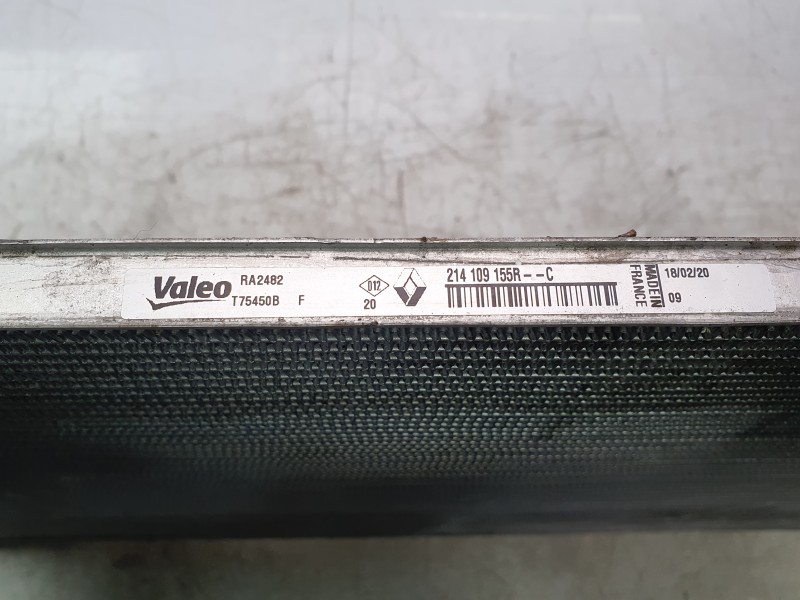 Valeo
RA2482
T75450B F
D12
20
214 109 155R--C
MADE IN
FRANCE
18/02/20
09